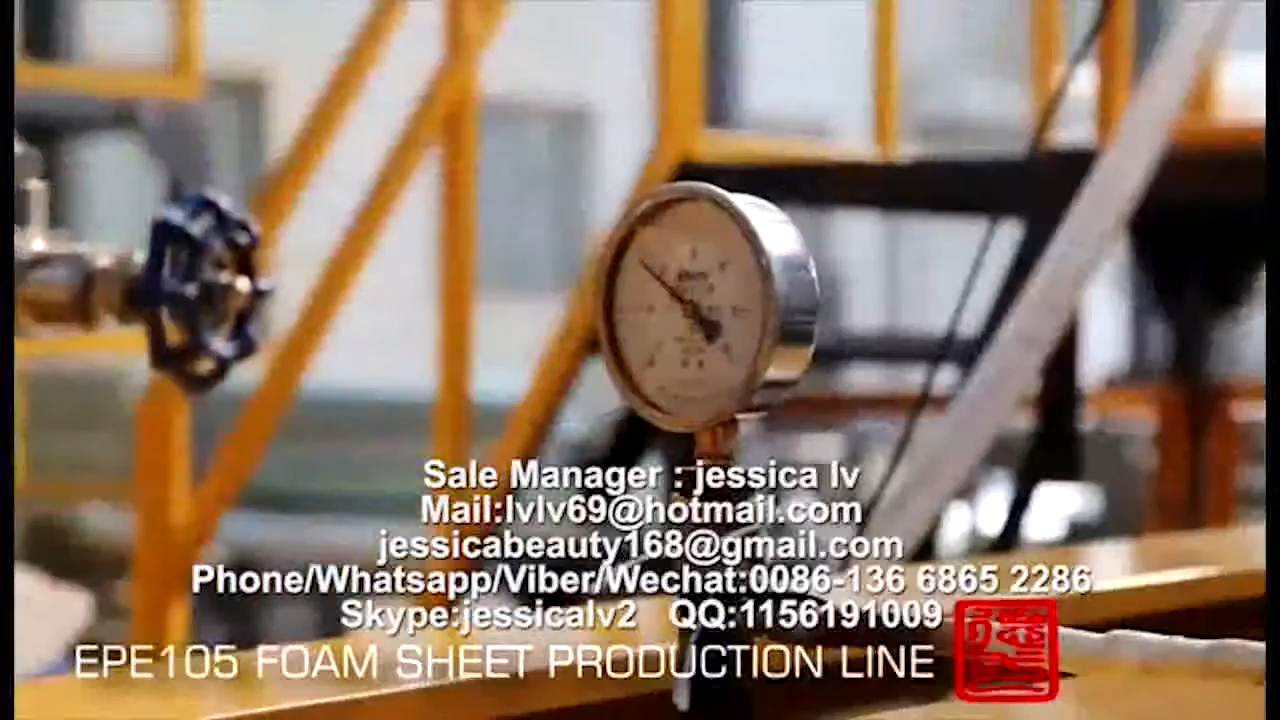 Sale Manager : jessica lv
Mail:lvlv69@hotmail.com
jessicabeauty168@gmail.com
Phone/Whatsapp/Viber/Wechat:0086-136 6865 2286
Skype:jessicalv2 QQ:1156191009
EPE105 FOAM SHEET PRODUCTION LINE